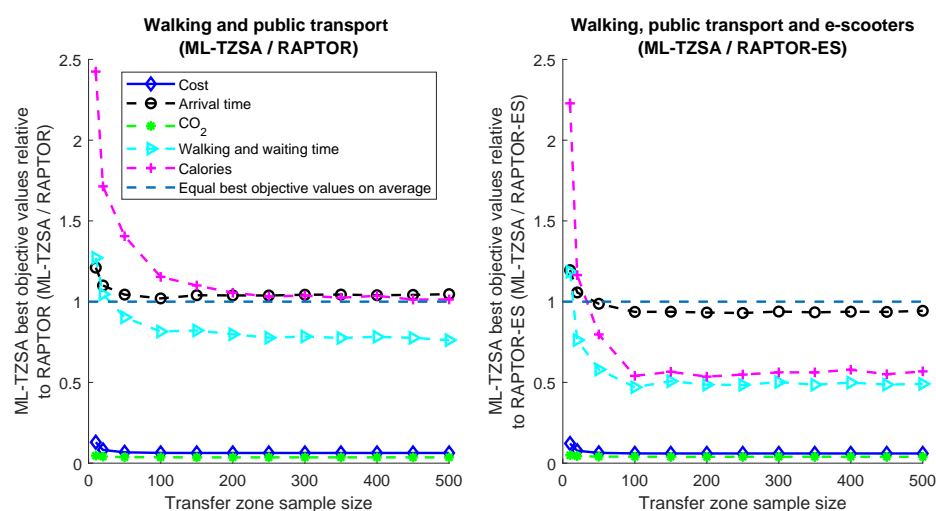 Walking and public transport
(ML-TZSA / RAPTOR)
ML-TZSA best objective values relative
to RAPTOR (ML-TZSA / RAPTOR)
2.5
2
1.5
1
0.5
0
Cost
Arrival time
CO2
Walking and waiting time
Calories
Equal best objective values on average
0 100 200 300 400 500
Transfer zone sample size
Walking, public transport and e-scooters
(ML-TZSA / RAPTOR-ES)
ML-TZSA best objective values relative
to RAPTOR-ES (ML-TZSA / RAPTOR-ES)
2.5
2
1.5
1
0.5
0
0 100 200 300 400 500
Transfer zone sample size